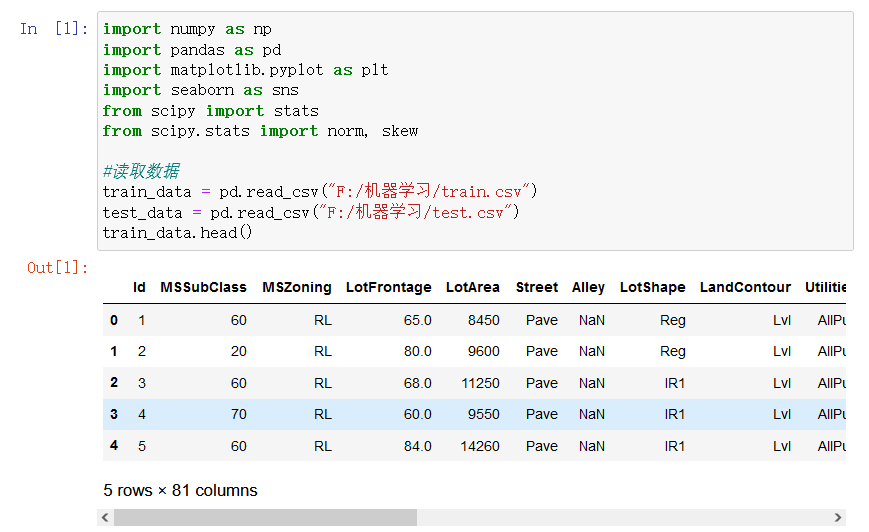 In [1]: import numpy as np
import pandas as pd
import matplotlib.pyplot as plt
import seaborn as sns
from scipy import stats
from scipy.stats import norm, skew
#读取数据
train_data = pd.read_csv("F:/机器学习/train.csv")
test_data = pd.read_csv("F:/机器学习/test.csv")
train_data.head()
Out[1]:
Id MSSubClass MSZoning LotFrontage LotArea Street Alley LotShape LandContour Utilitie
0 1 60 RL 65.0 8450 Pave NaN Reg Lvl AllPu
1 2 20 RL 80.0 9600 Pave NaN Reg Lvl AllPu
2 3 60 RL 68.0 11250 Pave NaN IR1 Lvl AllPu
3 4 70 RL 60.0 9550 Pave NaN IR1 Lvl AllPu
4 5 60 RL 84.0 14260 Pave NaN IR1 Lvl AllPu
5 rows × 81 columns